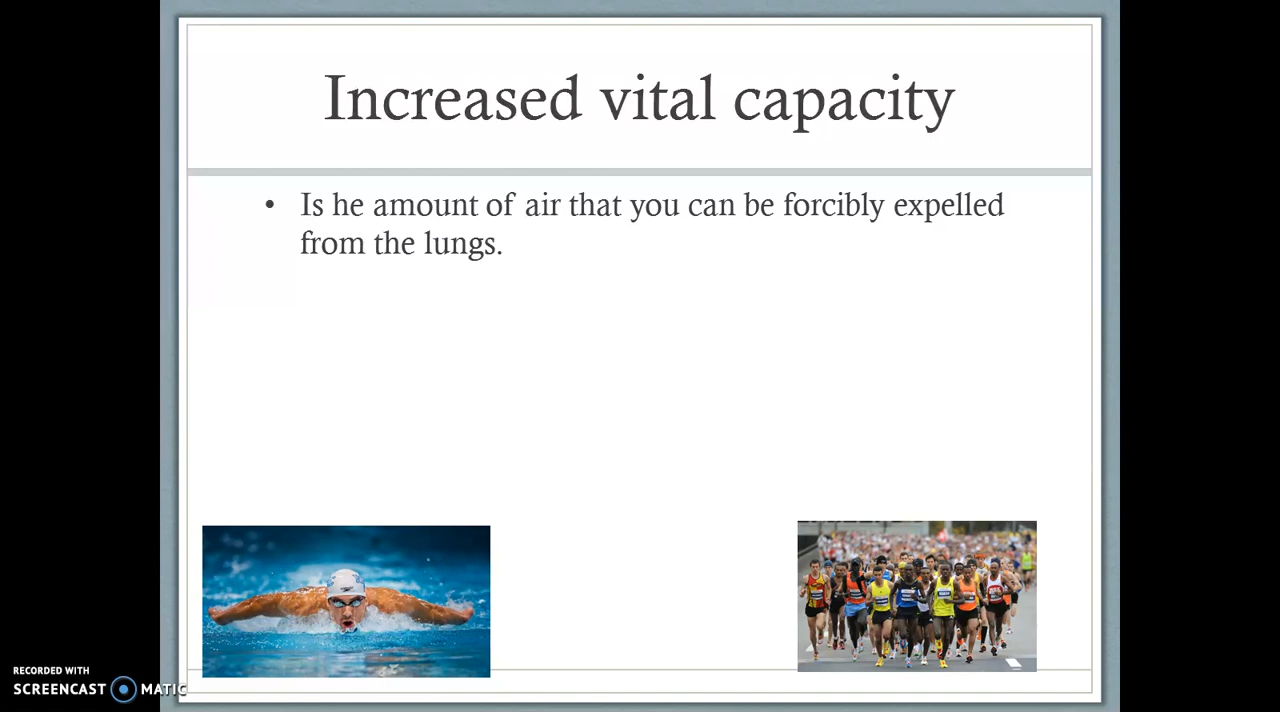 Increased vital capacity
• Is he amount of air that you can be forcibly expelled
from the lungs.
RECORDED WITH
SCREENCAST MATIC